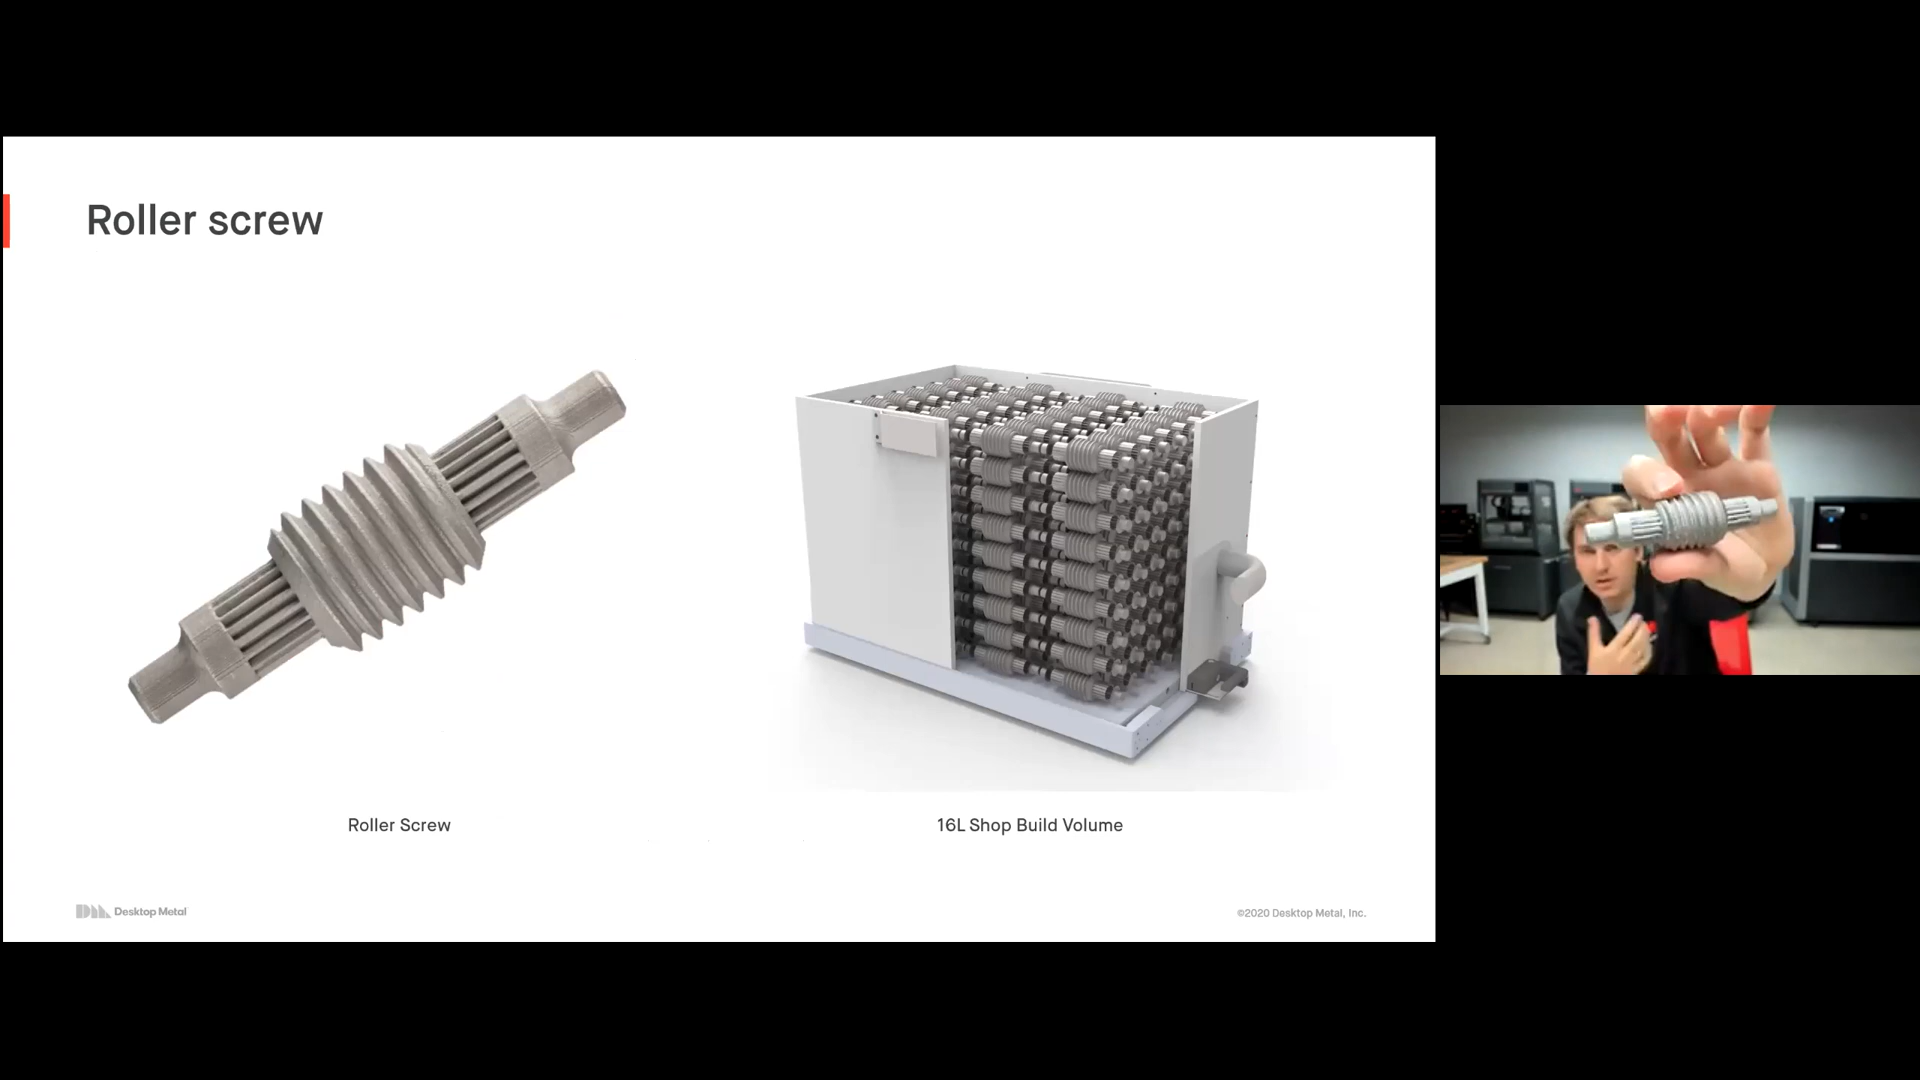 Roller screw
Roller Screw
16L Shop Build Volume
Desktop Metal
©2020 Desktop Metal, Inc.